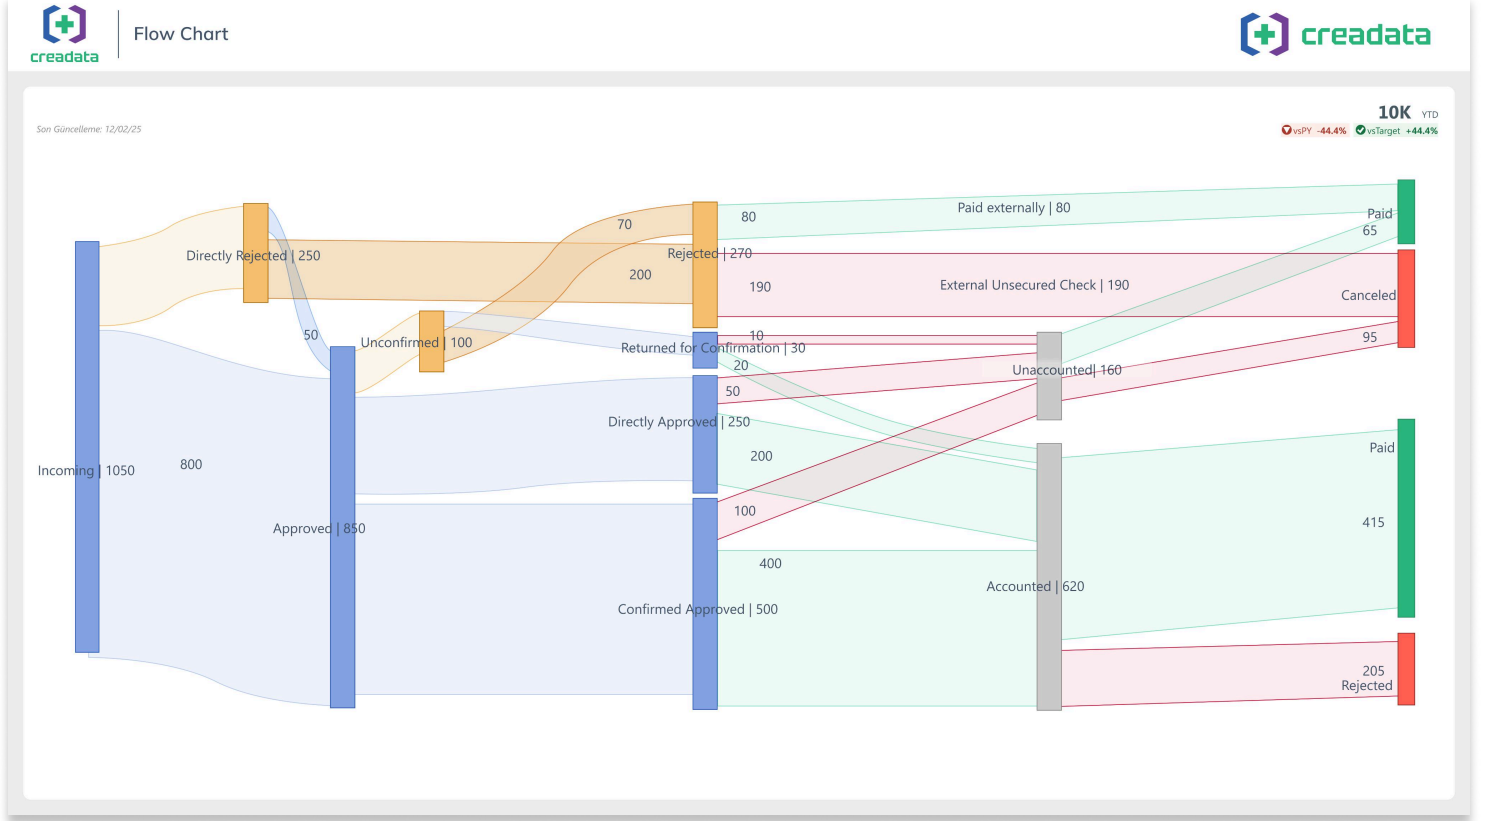 creadata
Flow Chart
creadata
Son Güncelleme: 12/02/25
10K YTD
vsPY -44.4% vsTarget +44.4%
Incoming | 1050
800
Directly Rejected | 250
50
Approved | 850
Unconfirmed | 100
70
200
Rejected | 270
80
190
Returned for Confirmation | 30
10
20
Directly Approved | 250
50
200
Confirmed Approved | 500
100
400
Paid externally | 80
External Unsecured Check | 190
Unaccounted| 160
Accounted | 620
Paid
65
Canceled
95
Paid
415
205
Rejected